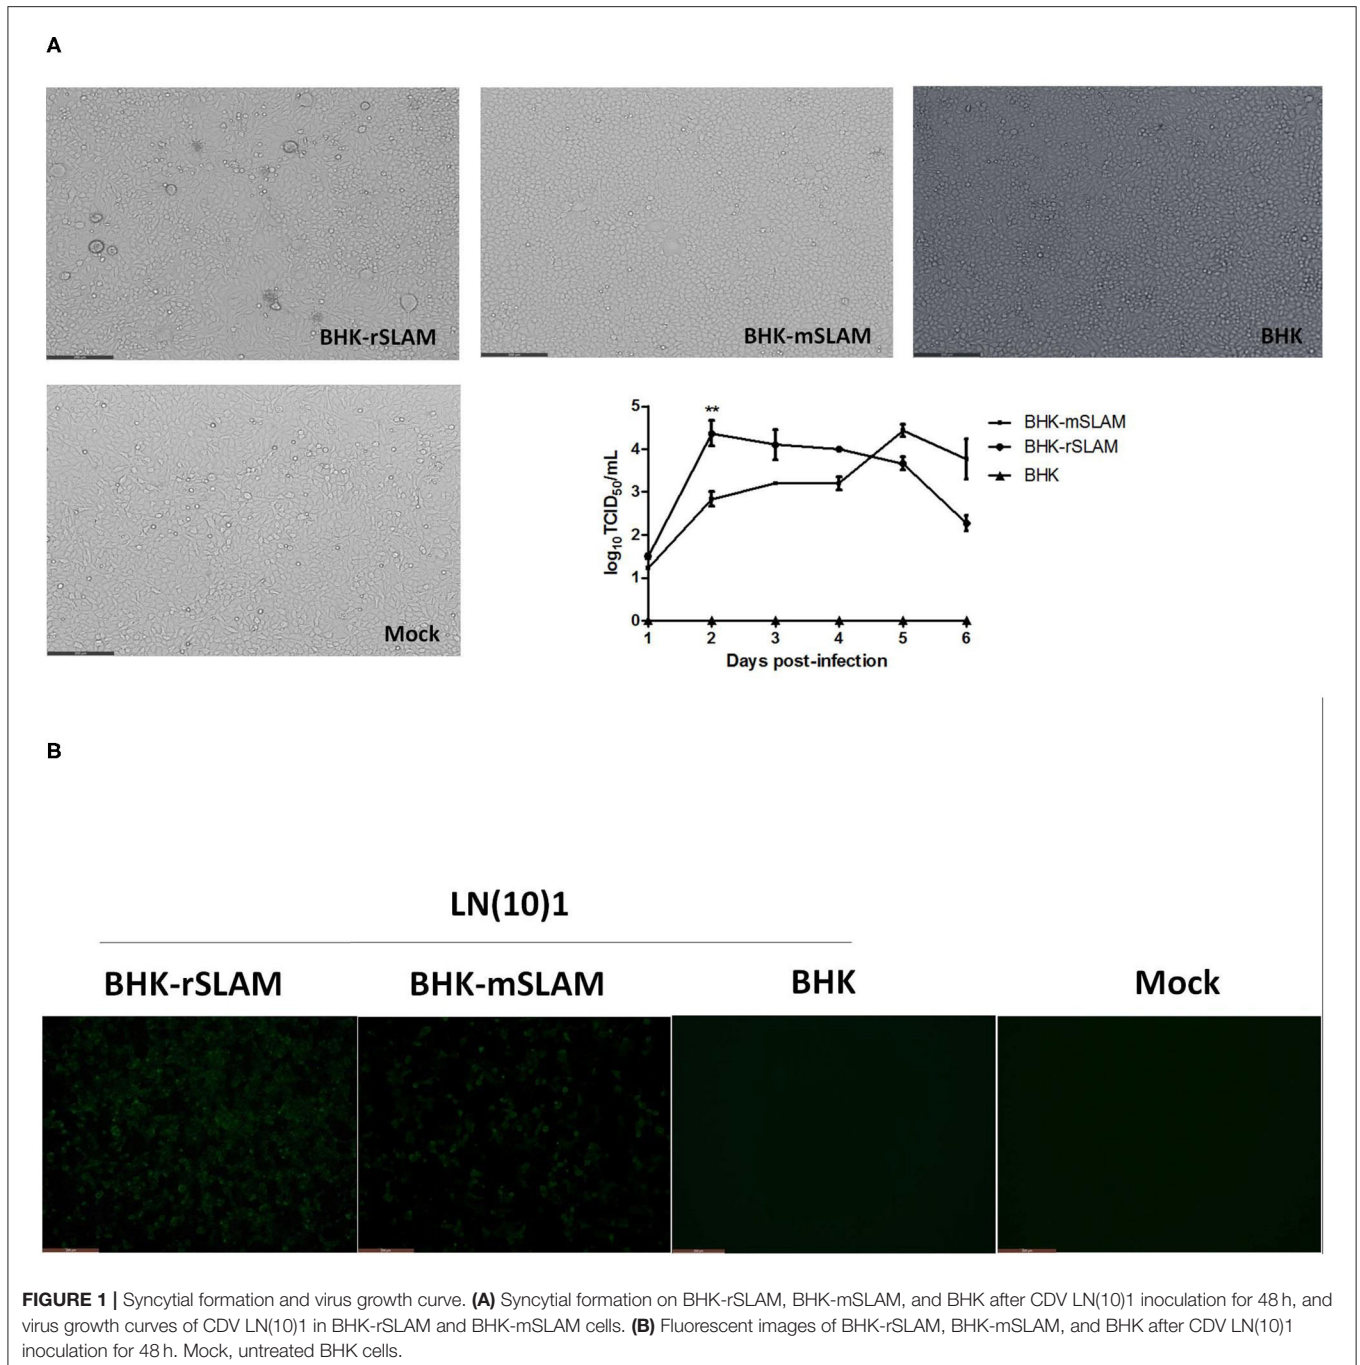 A
BHK-rSLAM
BHK-mSLAM
BHK
Mock
5
4
3
2
1
0
log10TCID50/mL
**
1 2 3 4 5 6
Days post-infection
BHK-mSLAM
BHK-rSLAM
BHK
B
LN(10)1
BHK-rSLAM BHK-mSLAM BHK Mock
FIGURE 1 | Syncytial formation and virus growth curve. (A) Syncytial formation on BHK-rSLAM, BHK-mSLAM, and BHK after CDV LN(10)1 inoculation for 48 h, and
virus growth curves of CDV LN(10)1 in BHK-rSLAM and BHK-mSLAM cells. (B) Fluorescent images of BHK-rSLAM, BHK-mSLAM, and BHK after CDV LN(10)1
inoculation for 48 h. Mock, untreated BHK cells.